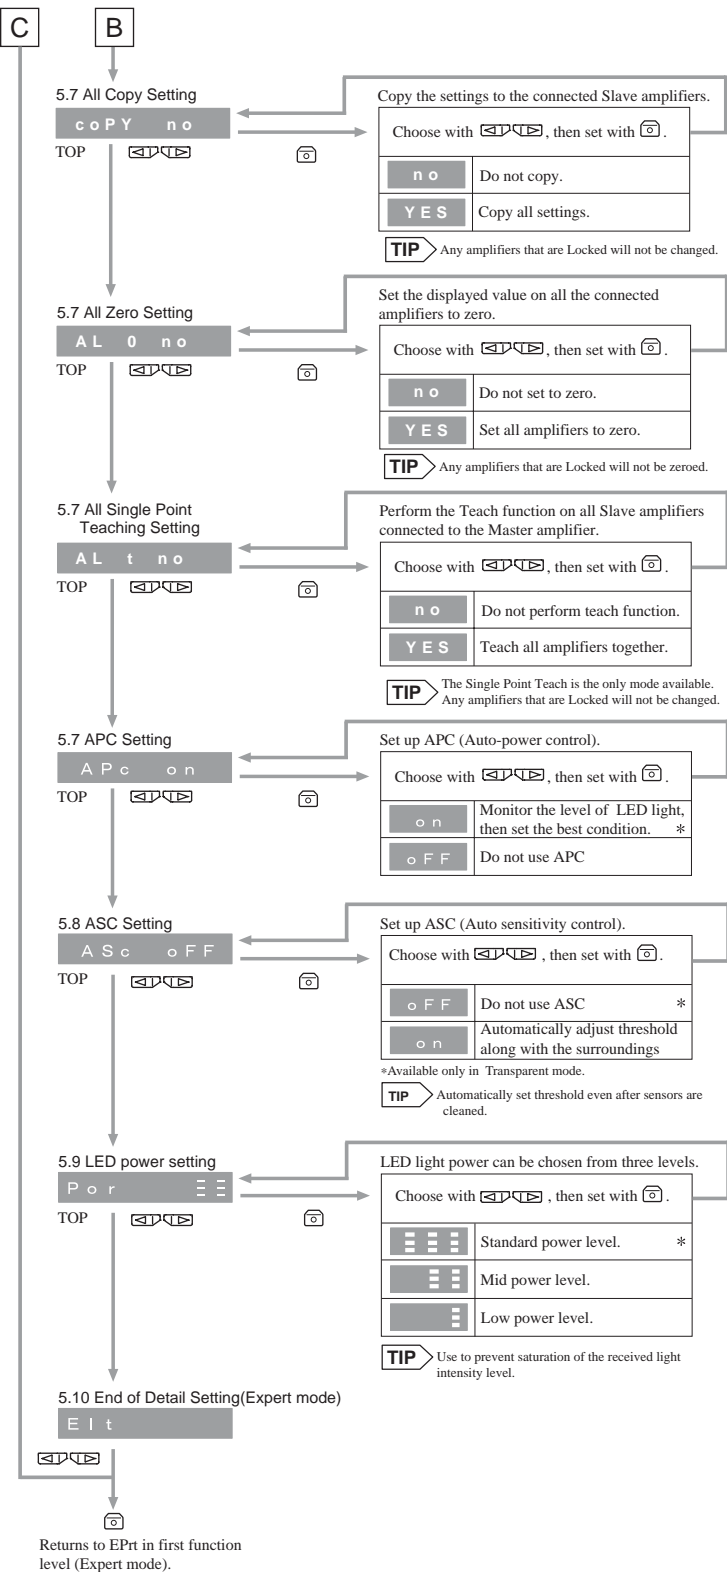 C B
5.7 All Copy Setting
coPY no
TOP
Copy the settings to the connected Slave amplifiers.
Choose with , then set with .
no Do not copy.
YES Copy all settings.
TIP Any amplifiers that are Locked will not be changed.
5.7 All Zero Setting
AL 0 no
TOP
Set the displayed value on all the connected
amplifiers to zero.
Choose with , then set with .
no Do not set to zero.
YES Set all amplifiers to zero.
TIP Any amplifiers that are Locked will not be zeroed.
5.7 All Single Point
Teaching Setting
AL t no
TOP
Perform the Teach function on all Slave amplifiers
connected to the Master amplifier.
Choose with , then set with .
no Do not perform teach function.
YES Teach all amplifiers together.
TIP The Single Point Teach is the only mode available.
Any amplifiers that are Locked will not be changed.
5.7 APC Setting
APc on
TOP
Set up APC (Auto-power control).
Choose with , then set with .
on Monitor the level of LED light,
then set the best condition. *
oFF Do not use APC
5.8 ASC Setting
ASc oFF
TOP
Set up ASC (Auto sensitivity control).
Choose with , then set with .
oFF Do not use ASC *
on Automatically adjust threshold
along with the surroundings
*Available only in Transparent mode.
TIP Automatically set threshold even after sensors are
cleaned.
5.9 LED power setting
Por
TOP
LED light power can be chosen from three levels.
Choose with , then set with .
Standard power level. *
Mid power level.
Low power level.
TIP Use to prevent saturation of the received light
intensity level.
5.10 End of Detail Setting(Expert mode)
EIt
Returns to EPrt in first function
level (Expert mode).